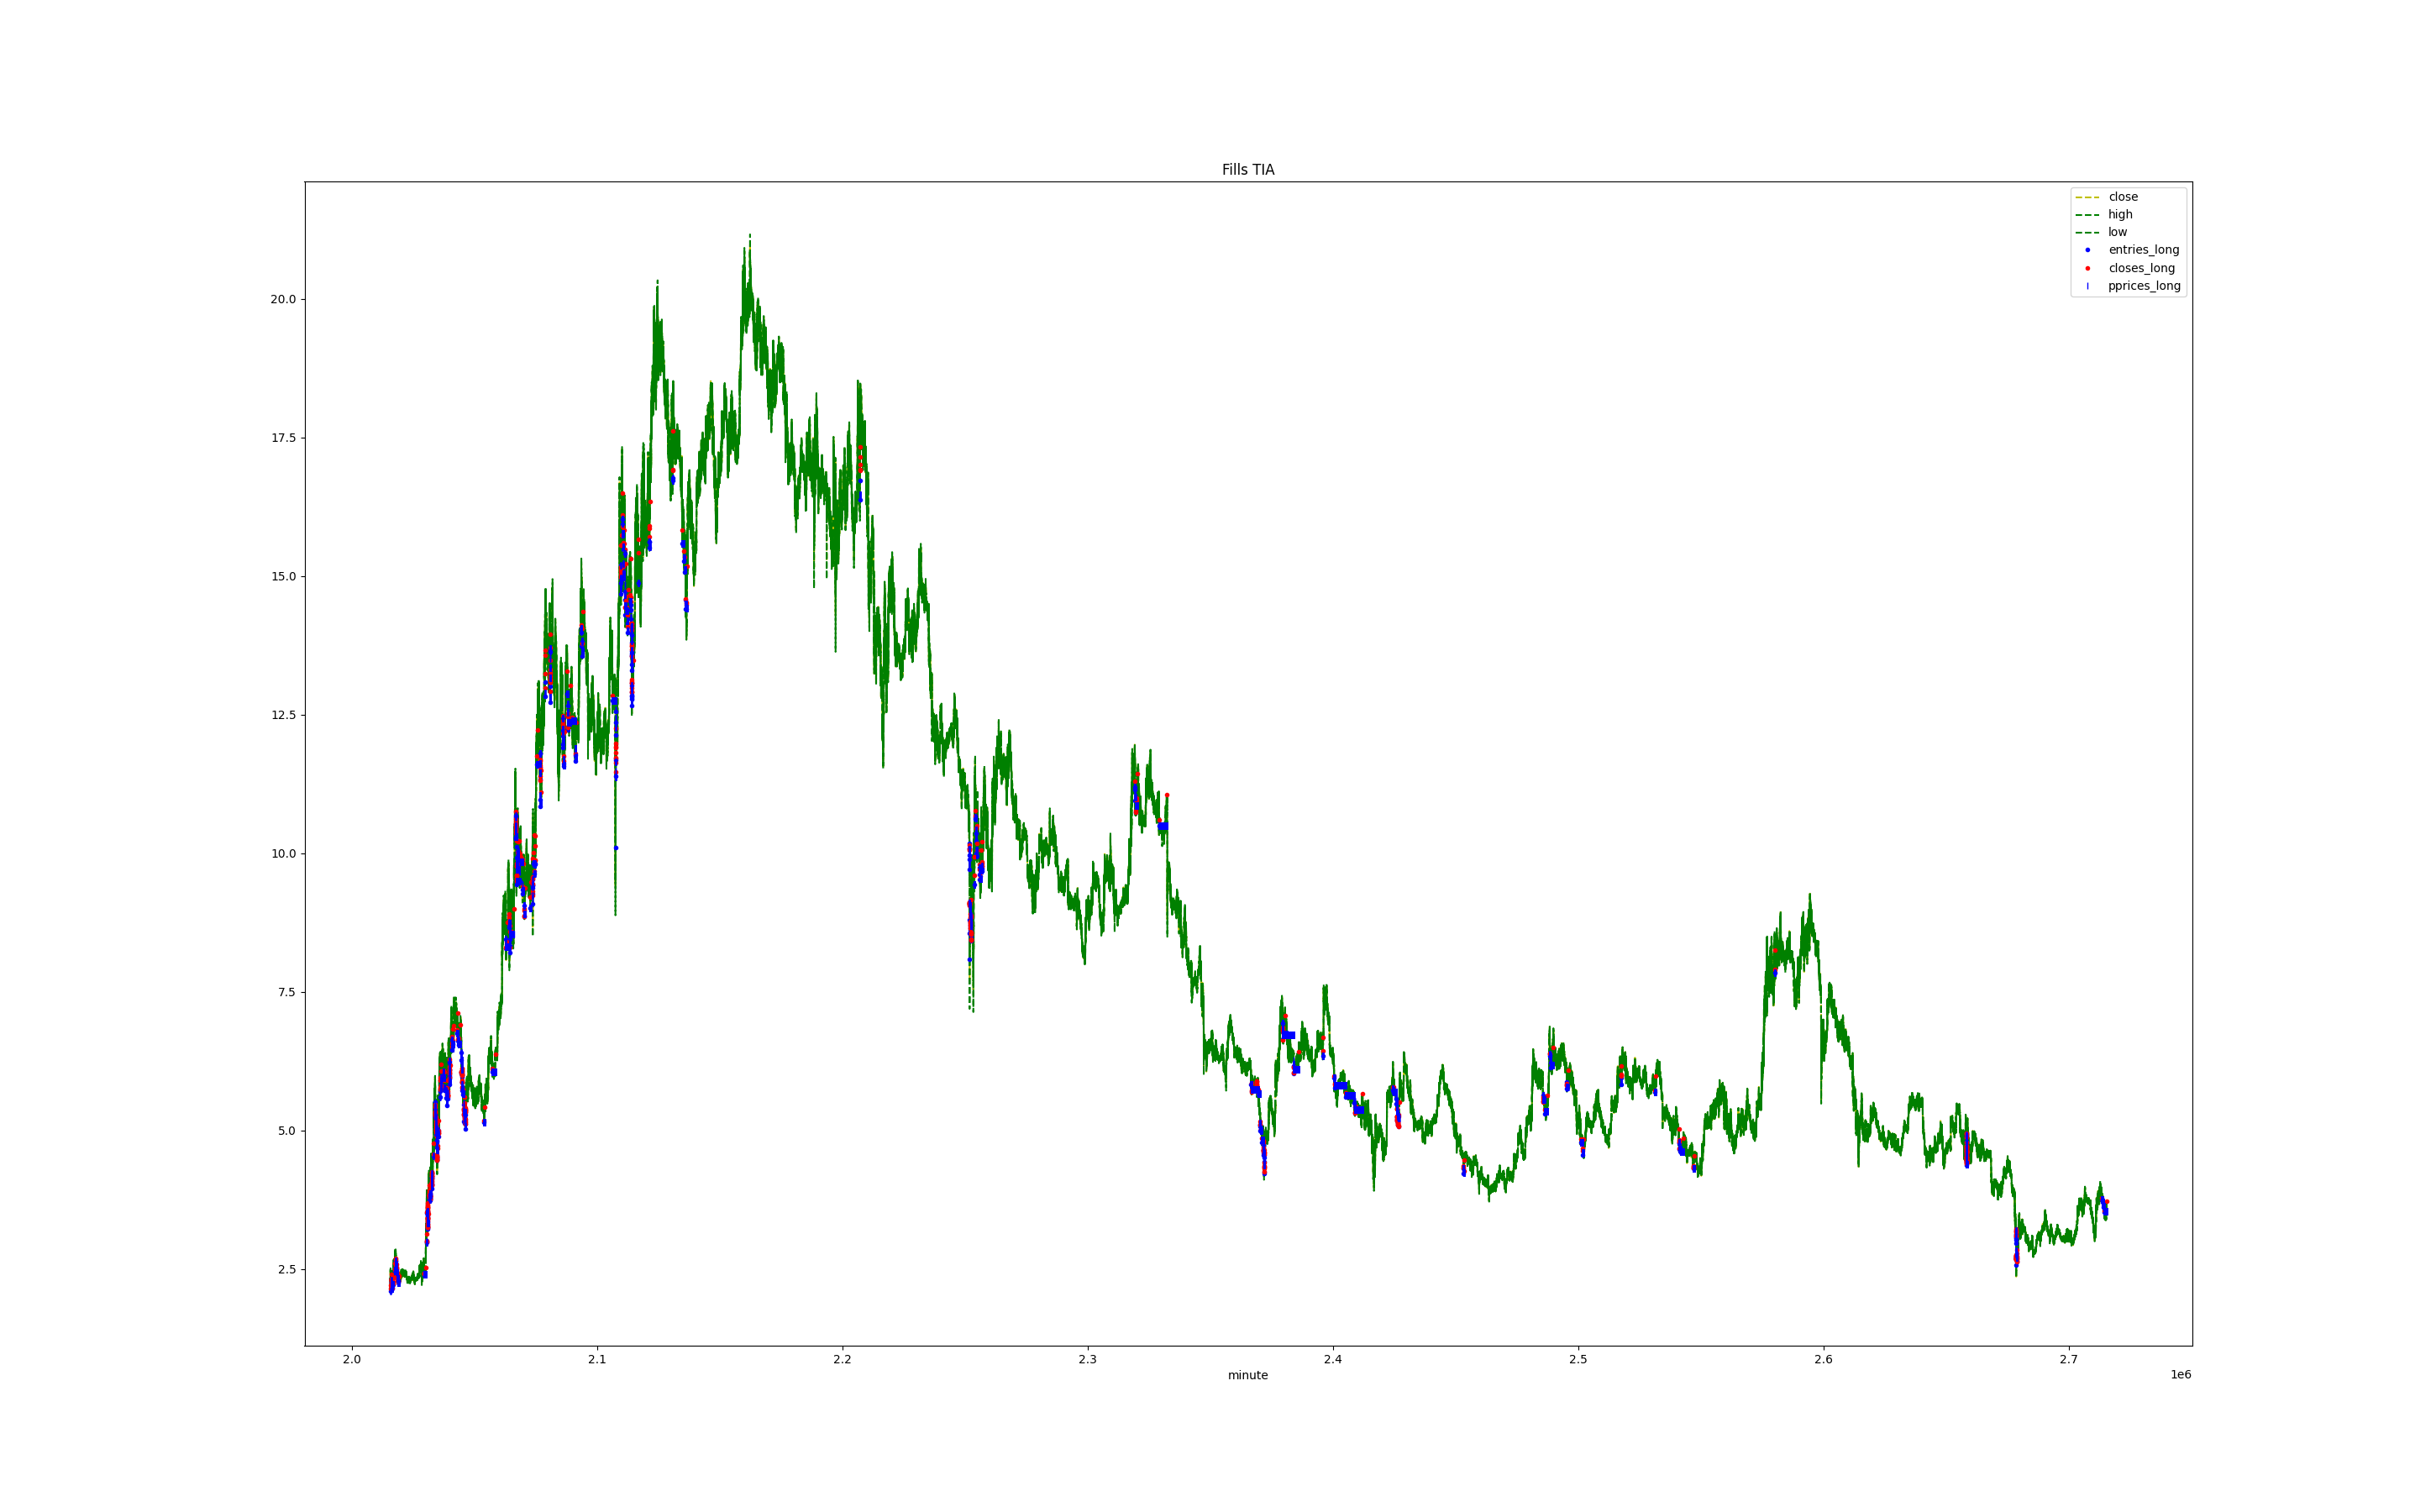 Fills TIA
close
high
low
entries_long
closes_long
pprices_long
20.0
17.5
15.0
12.5
10.0
7.5
5.0
2.5
2.0 2.1 2.2 2.3 2.4 2.5 2.6 2.7
minute
1e6